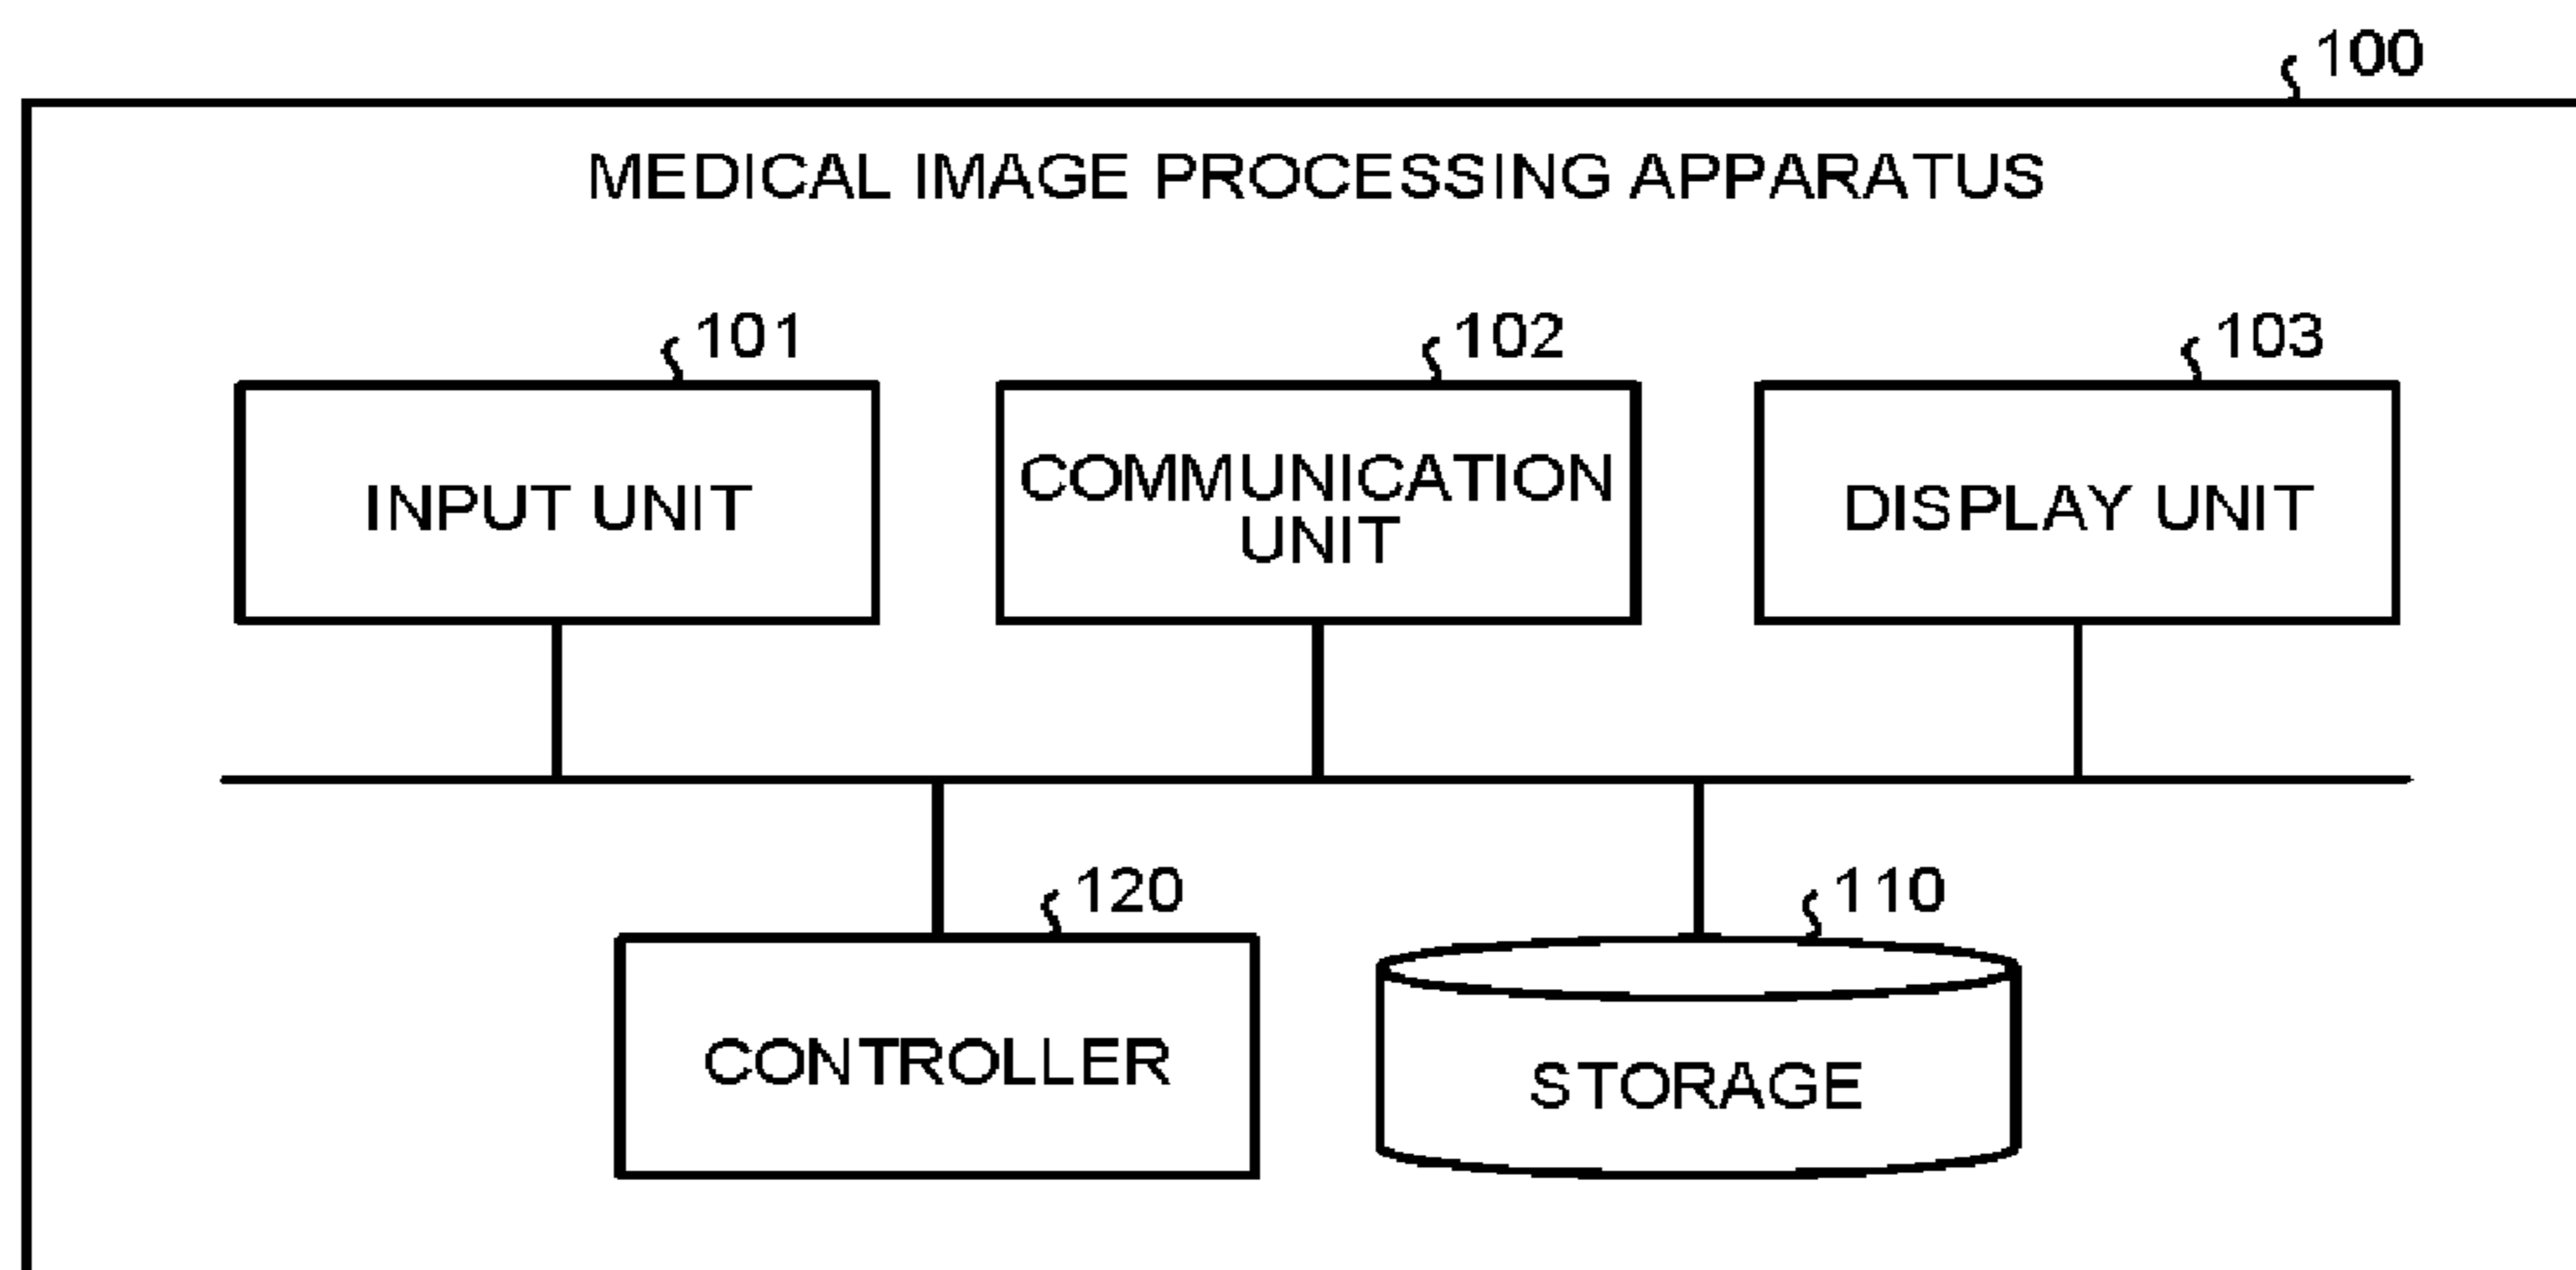 100
MEDICAL IMAGE PROCESSING APPARATUS
101
102
103
INPUT UNIT
COMMUNICATION
UNIT
DISPLAY UNIT
120
110
CONTROLLER
STORAGE